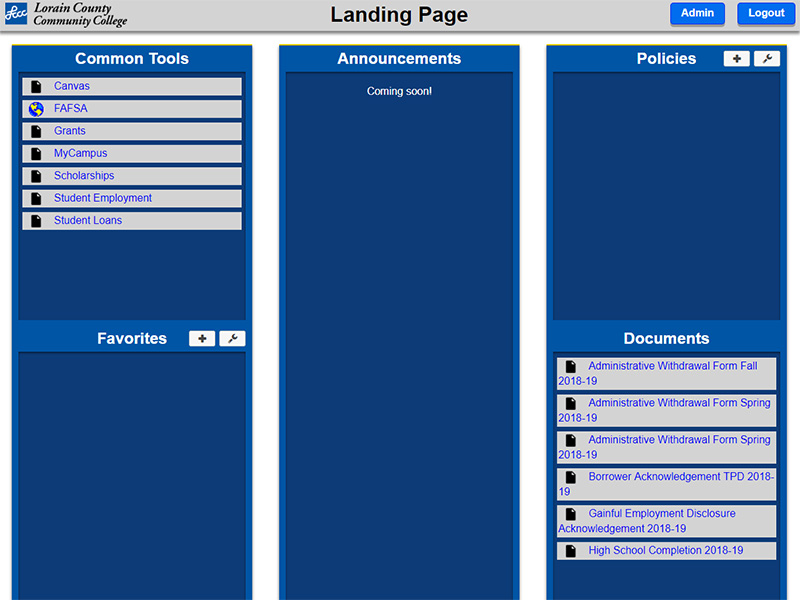 lccc
Lorain County
Community College
Landing Page
Admin
Logout
Common Tools
Canvas
FAFSA
Grants
MyCampus
Scholarships
Student Employment
Student Loans
Favorites
Announcements
Coming soon!
Policies
Documents
Administrative Withdrawal Form Fall
2018-19
Administrative Withdrawal Form Spring
2018-19
Administrative Withdrawal Form Spring
2018-19
Borrower Acknowledgement TPD 2018-
19
Gainful Employment Disclosure
Acknowledgement 2018-19
High School Completion 2018-19